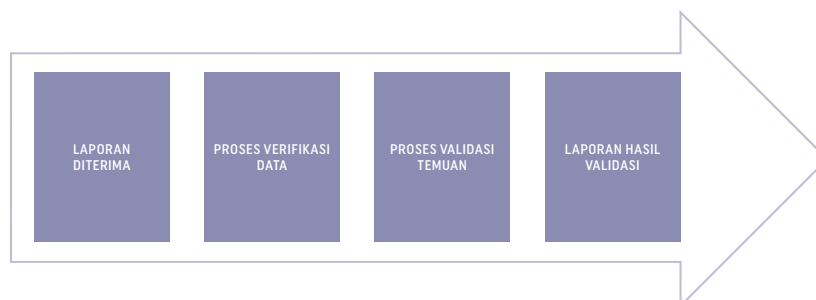 LAPORAN
DITERIMA
PROSES VERIFIKASI
DATA
PROSES VALIDASI
TEMUAN
LAPORAN HASIL
VALIDASI